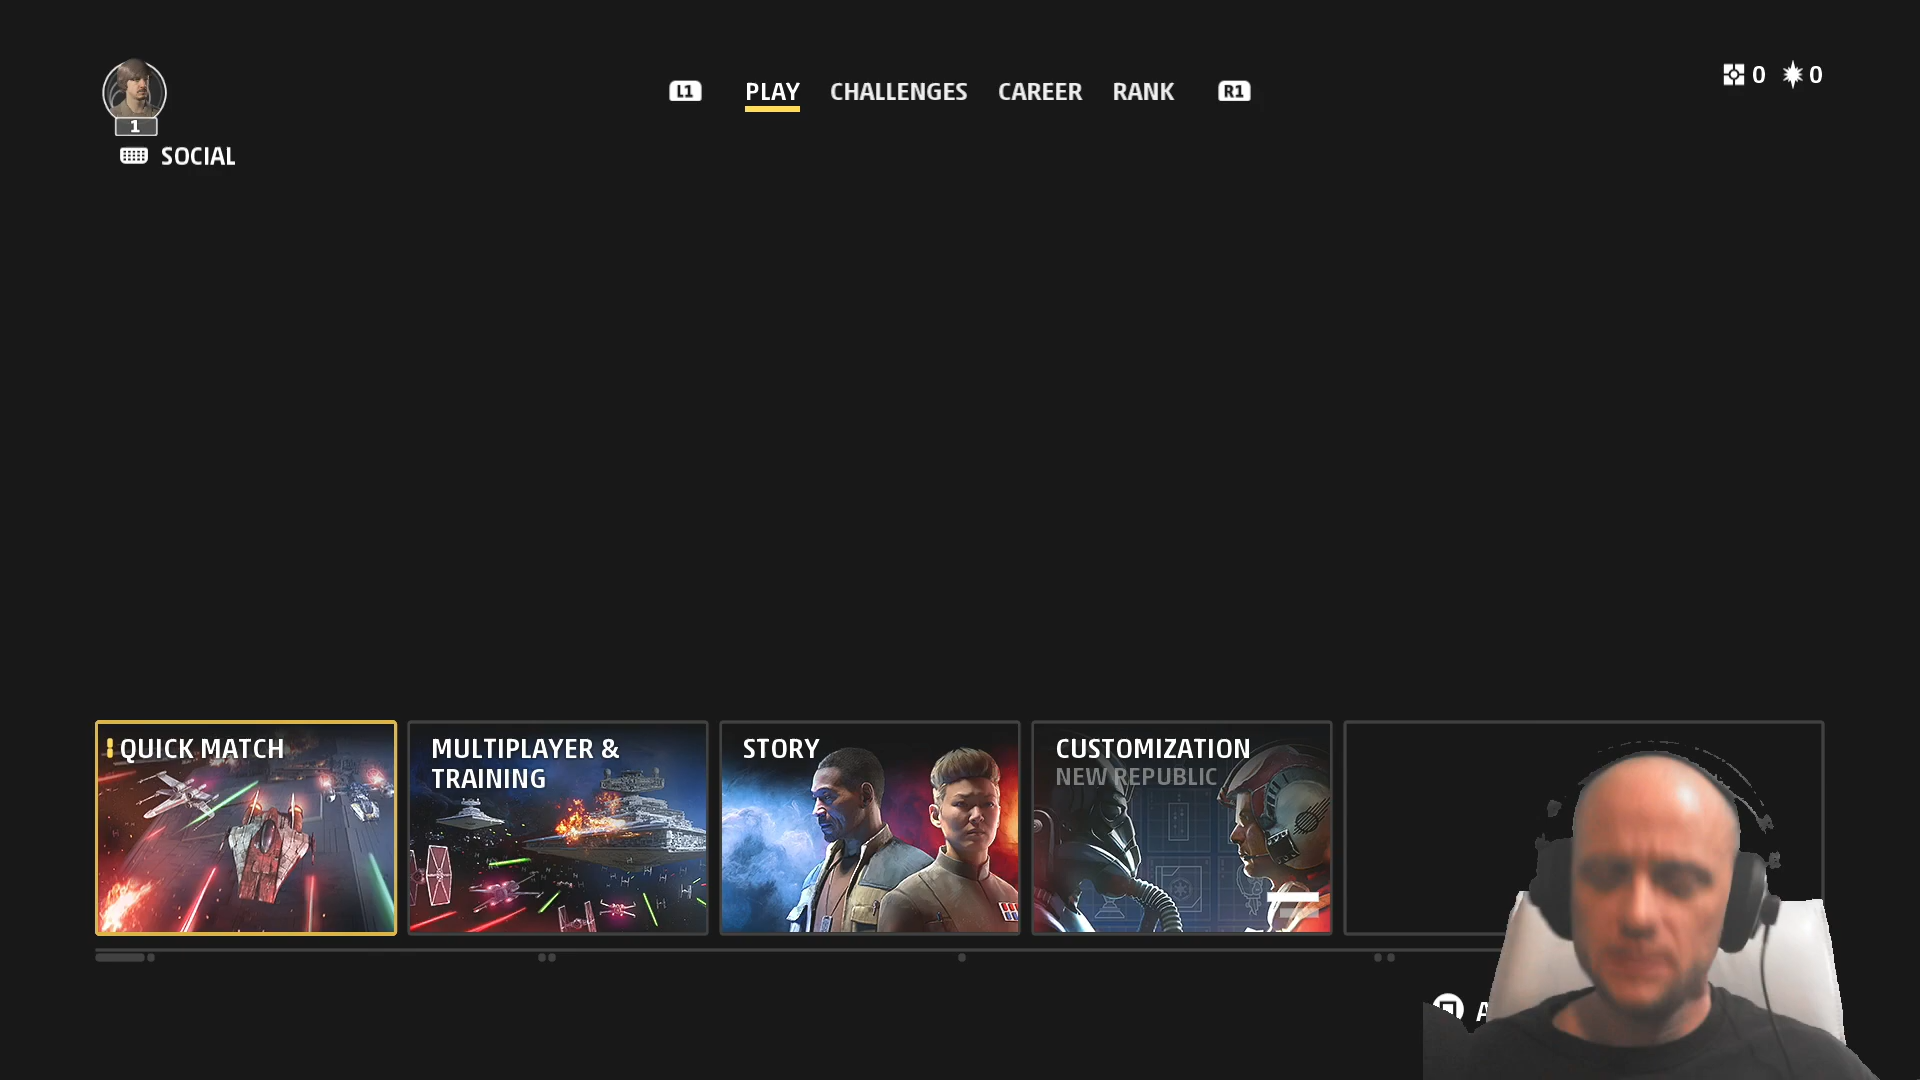 L1
PLAY
CHALLENGES
CAREER
RANK
R1
0
0
1
SOCIAL
QUICK MATCH
MULTIPLAYER &
TRAINING
STORY
CUSTOMIZATION
NEW REPUBLIC